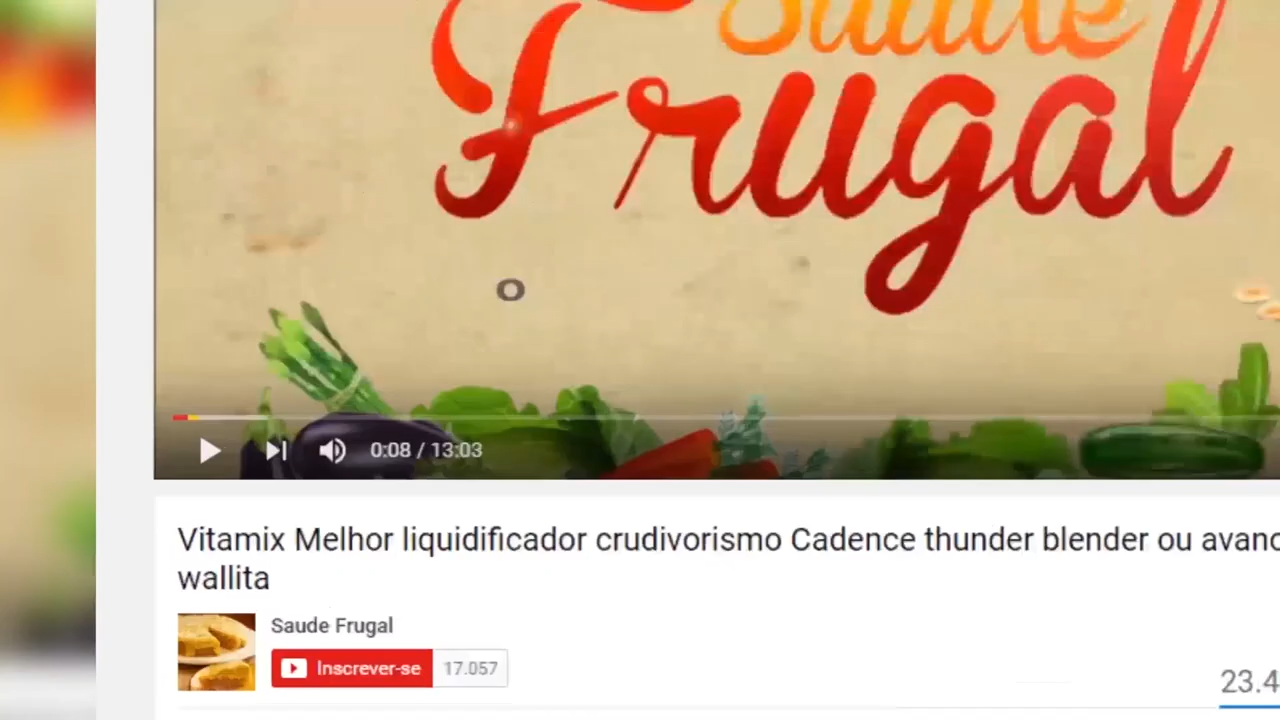 Saude
Frugal
o
0:08 / 13:03
Vitamix Melhor liquidificador crudivorismo Cadence thunder blender ou avanc
wallita
Saude Frugal
Inscrever-se
17.057
23.4